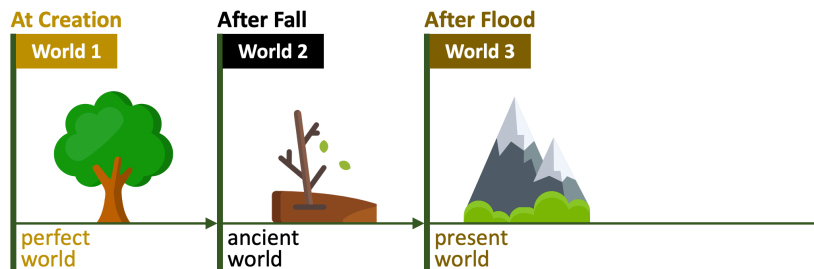 At Creation
World 1
perfect
world
After Fall
World 2
ancient
world
After Flood
World 3
present
world